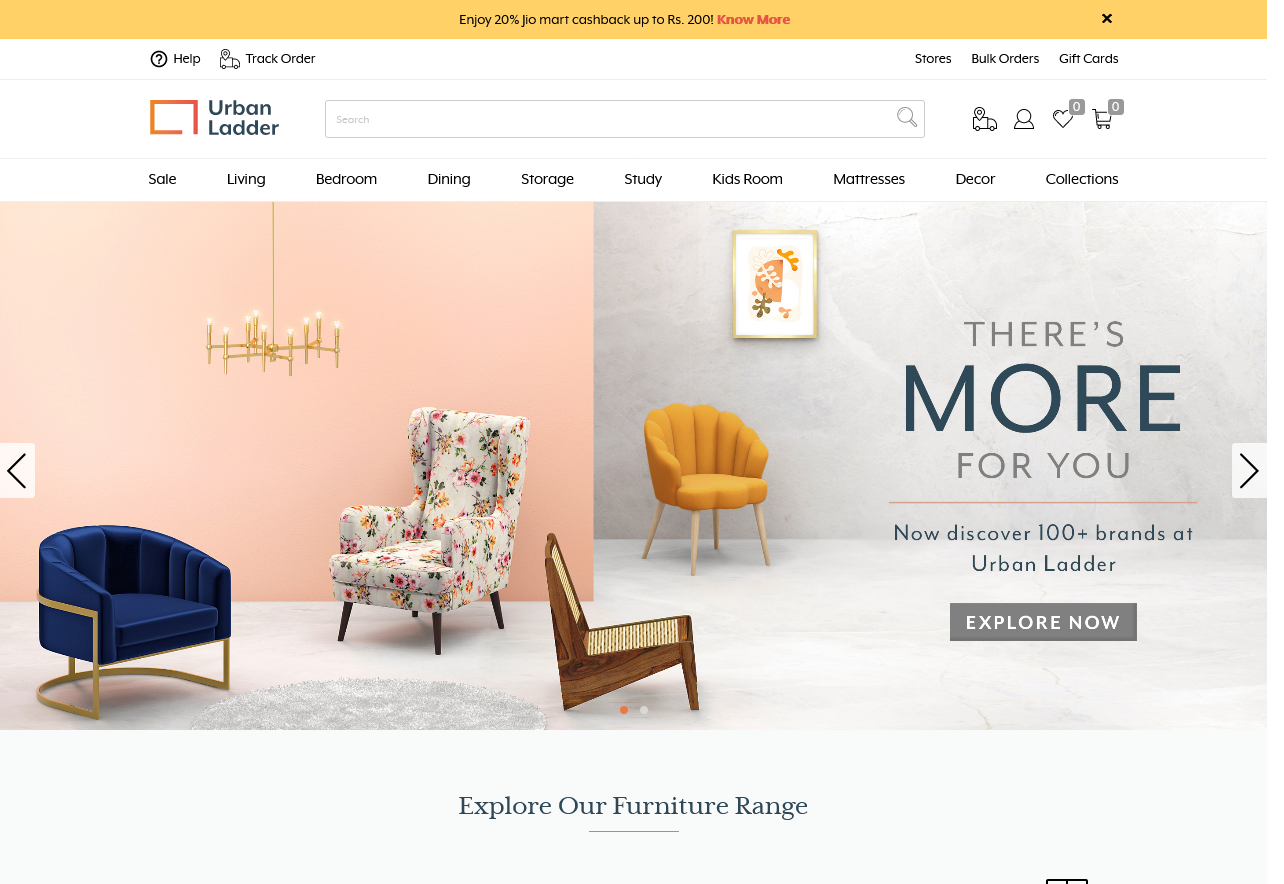 Enjoy 20% Jio mart cashback up to Rs. 200! Know More
Help
Track Order
Stores
Bulk Orders
Gift Cards
Urban
Ladder
Search
0
0
Sale
Living
Bedroom
Dining
Storage
Study
Kids Room
Mattresses
Decor
Collections
THERE'S
MORE
FOR YOU
Now discover 100+ brands at
Urban Ladder
EXPLORE NOW
Explore Our Furniture Range